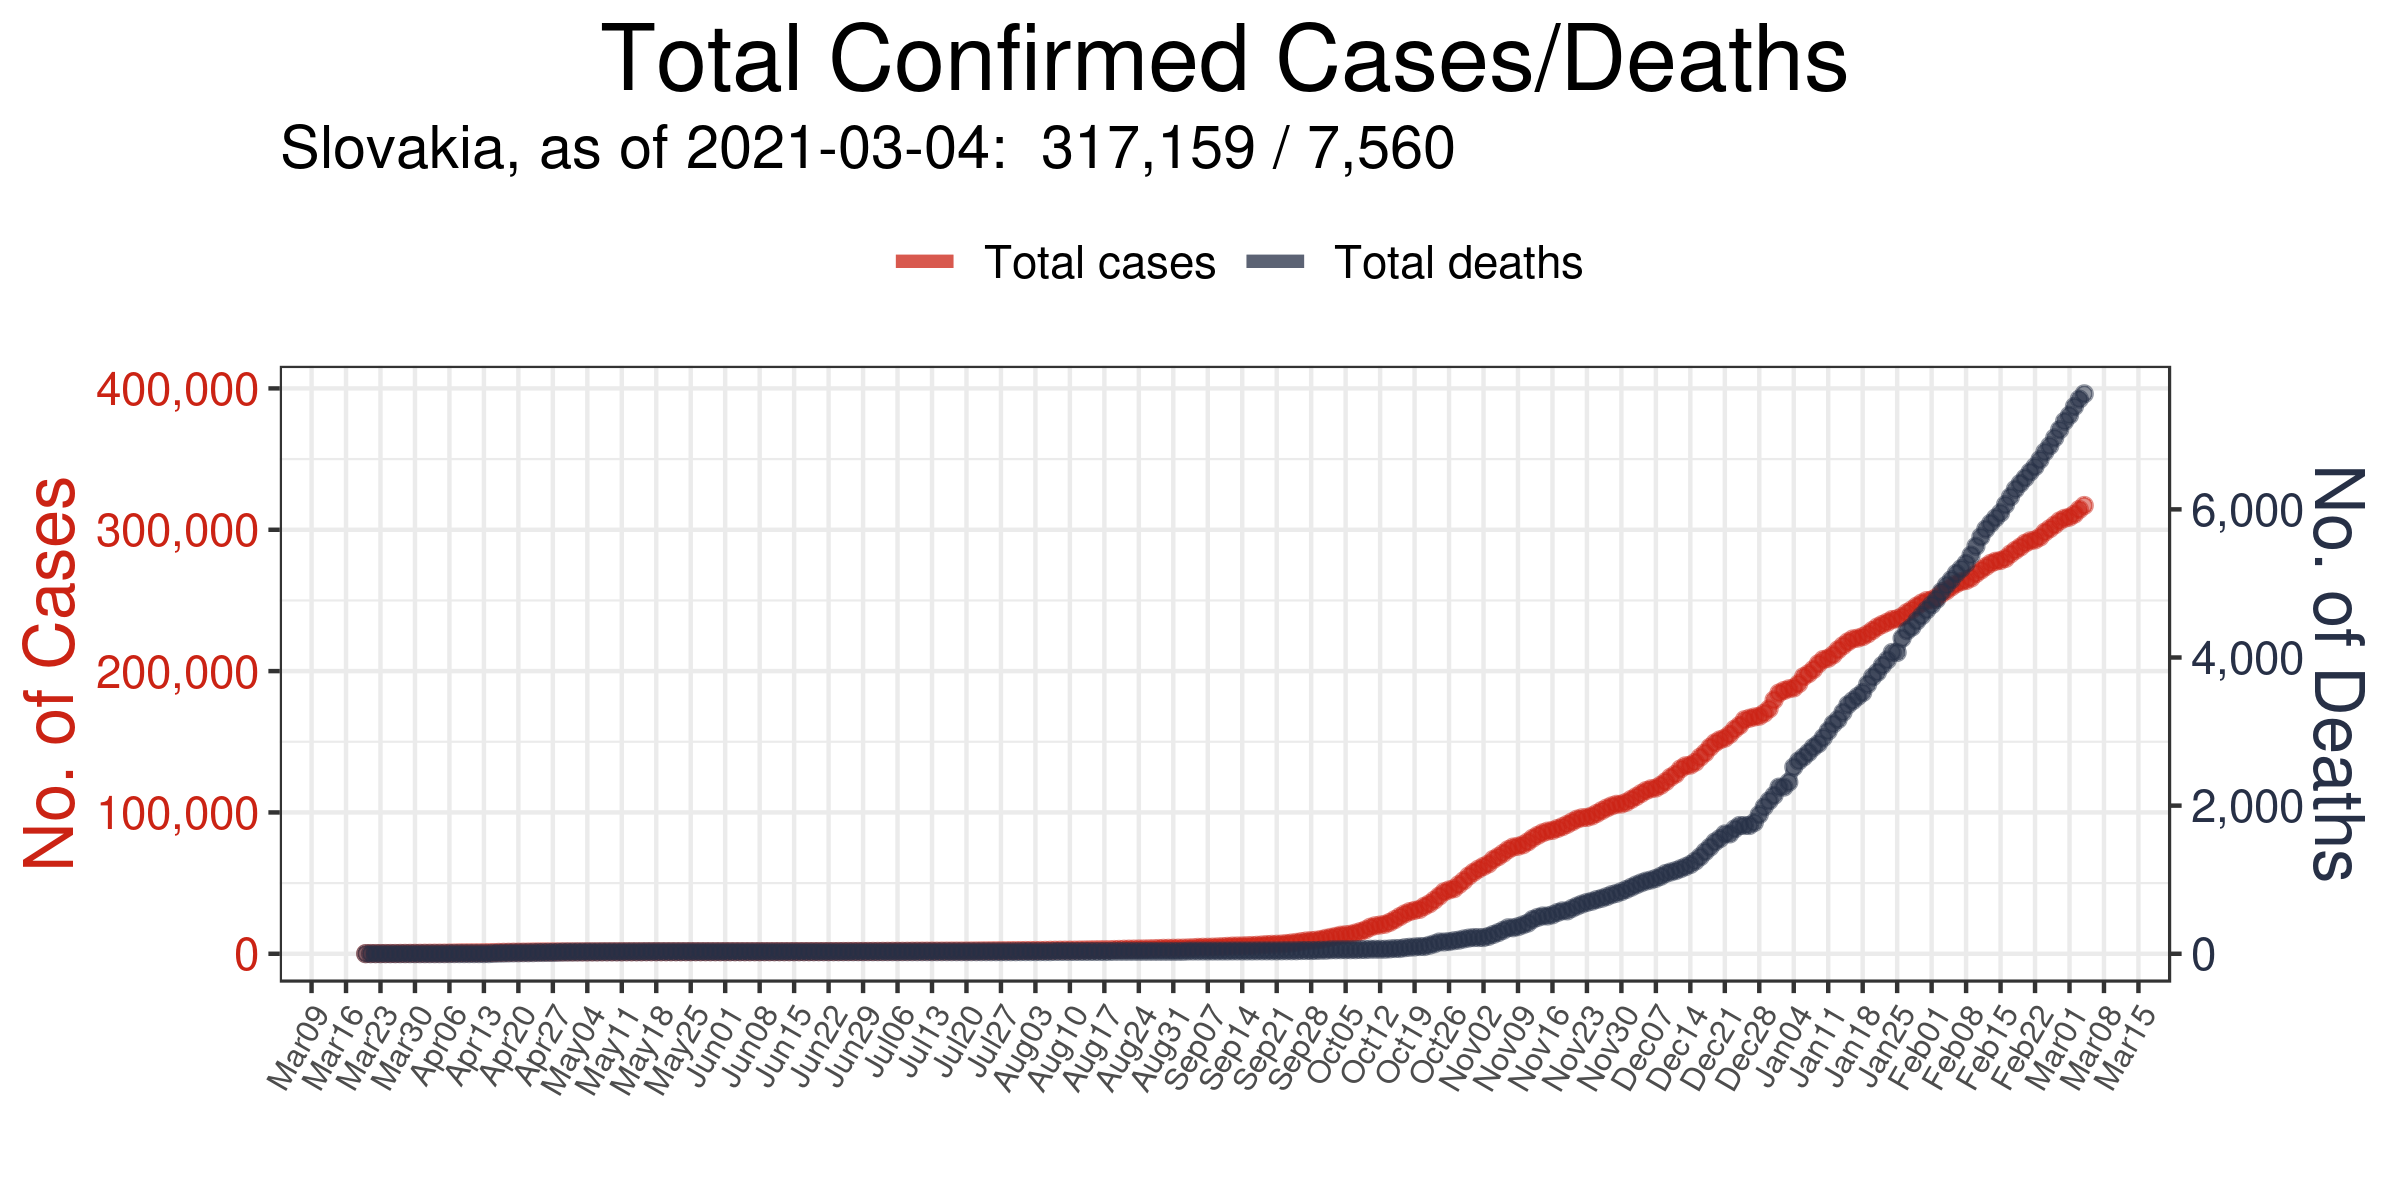 Total Confirmed Cases/Deaths
Slovakia, as of 2021-03-04:  317,159 / 7,560
Total cases
Total deaths
No. of Cases
400,000
300,000
200,000
100,000
0
6,000
4,000
2,000
0
No. of Deaths
Mar09
Mar16
Mar23
Mar30
Apr06
Apr13
Apr20
Apr27
May04
May11
May18
May25
Jun01
Jun08
Jun15
Jun22
Jun29
Jul06
Jul13
Jul20
Jul27
Aug03
Aug10
Aug17
Aug24
Aug31
Sep07
Sep14
Sep21
Sep28
Oct05
Oct12
Oct19
Oct26
Nov02
Nov09
Nov16
Nov23
Nov30
Dec07
Dec14
Dec21
Dec28
Jan04
Jan11
Jan18
Jan25
Feb01
Feb08
Feb15
Feb22
Mar01
Mar08
Mar15